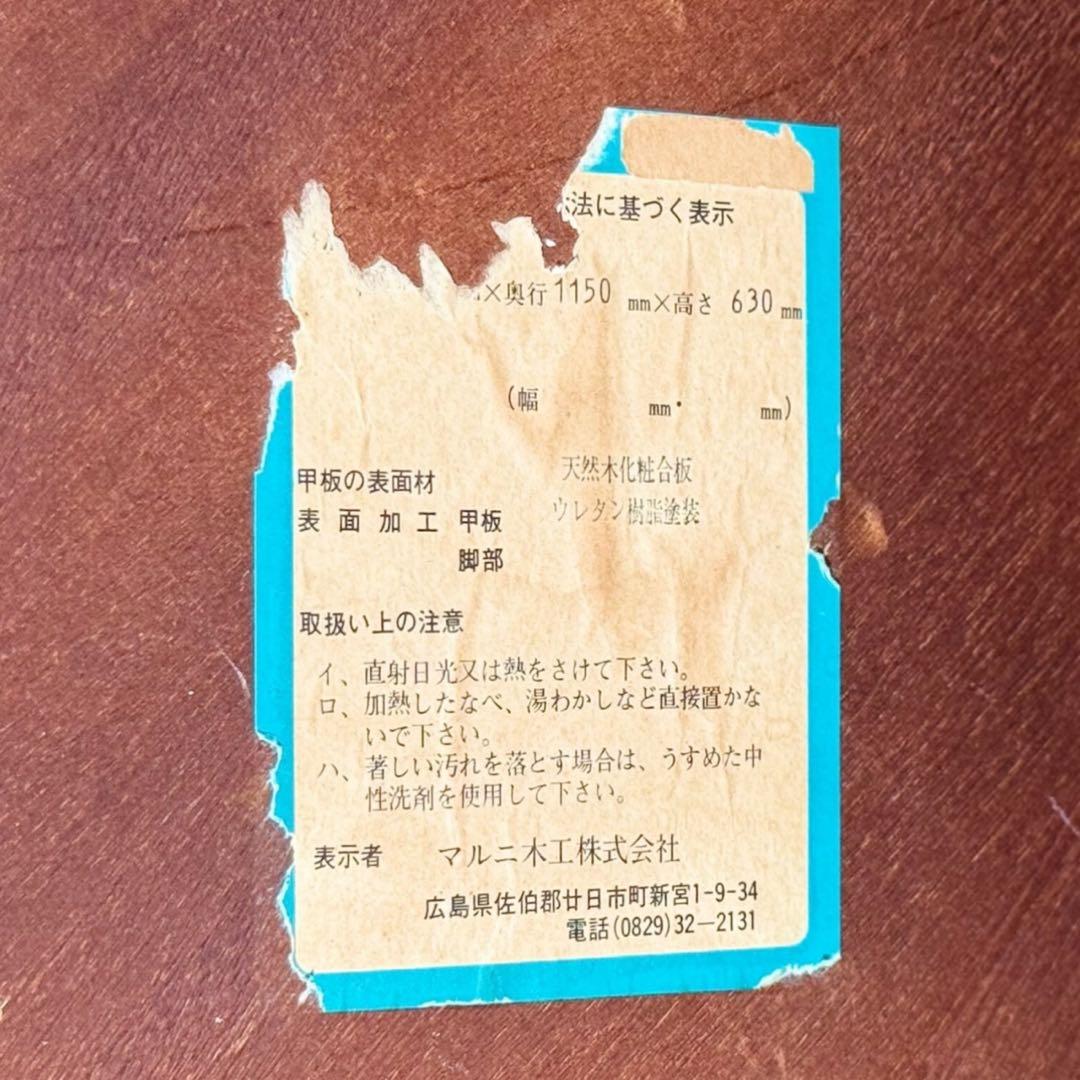 法に基づく表示
×奥行1150 mm×高さ 630 mm
(幅 mm・ mm)
甲板の表面材 天然木化粧合板
表面加工 甲板 ウレタン樹脂塗装
脚部
取扱い上の注意
イ、直射日光又は熱をさけて下さい。
ロ、加熱したなべ、湯わかしなど直接置かな
いで下さい。
ハ、著しい汚れを落とす場合は、うすめた中
性洗剤を使用して下さい。
表示者 マルニ木工株式会社
広島県佐伯郡廿日市町新宮1-9-34
電話(0829)32-2131